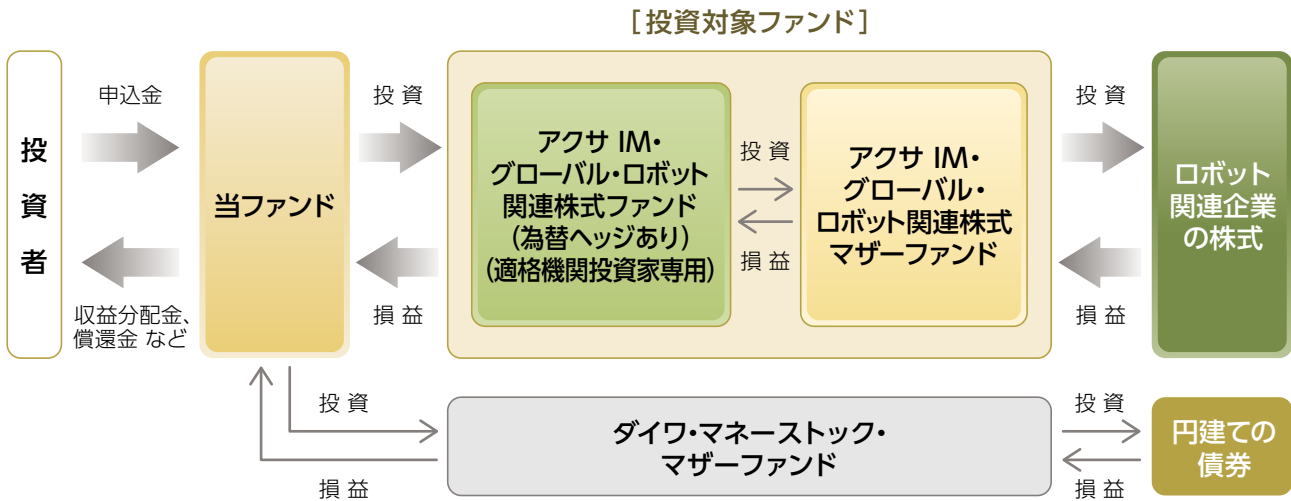 [投資対象ファンド]
投資者
申込金
収益分配金、
償還金 など
当ファンド
投 資
損 益
アクサ IM・
グローバル・ロボット
関連株式ファンド
(為替ヘッジあり)
(適格機関投資家専用)
投 資
損 益
アクサ IM・
グローバル・
ロボット関連株式
マザーファンド
投 資
損 益
ロボット
関連企業
の株式
投 資
損 益
ダイワ・マネーストック・
マザーファンド
投 資
損 益
円建ての
債券